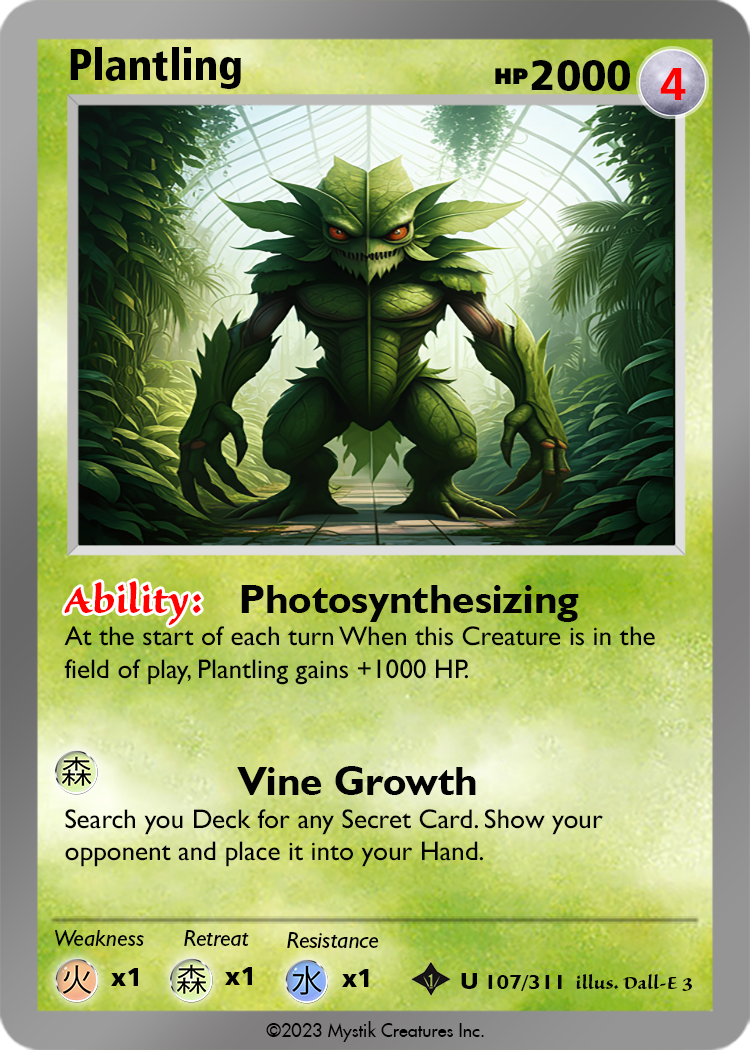 Plantling HP 2000 4
Ability: Photosynthesizing
At the start of each turn When this Creature is in the
field of play, Plantling gains +1000 HP.
森 Vine Growth
Search you Deck for any Secret Card. Show your
opponent and place it into your Hand.
Weakness Retreat Resistance
火 x1 森 x1 水 x1 1 U 107/311 illus. Dall-E 3
©2023 Mystik Creatures Inc.